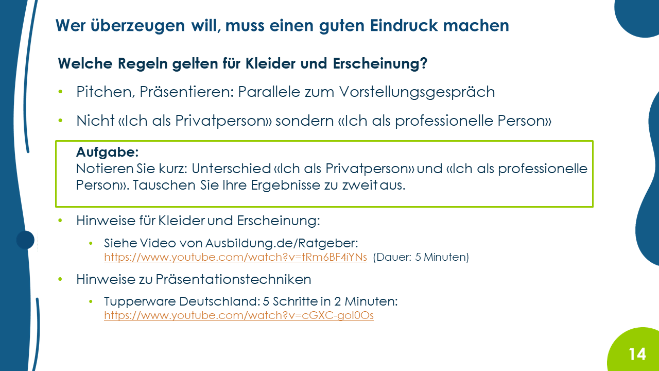 Wer überzeugen will, muss einen guten Eindruck machen
Welche Regeln gelten für Kleider und Erscheinung?
• Pitchen, Präsentieren: Parallele zum Vorstellungsgespräch
• Nicht «Ich als Privatperson» sondern «Ich als professionelle Person»
Aufgabe:
Notieren Sie kurz: Unterschied «Ich als Privatperson» und «Ich als professionelle
Person». Tauschen Sie Ihre Ergebnisse zu zweit aus.
• Hinweise für Kleider und Erscheinung:
• Siehe Video von Ausbildung.de/Ratgeber:
https://www.youtube.com/watch?v=tRm6BF4iYNs (Dauer: 5 Minuten)
• Hinweise zu Präsentationstechniken
• Tupperware Deutschland: 5 Schritte in 2 Minuten:
https://www.youtube.com/watch?v=cGXC-gol0Os
14